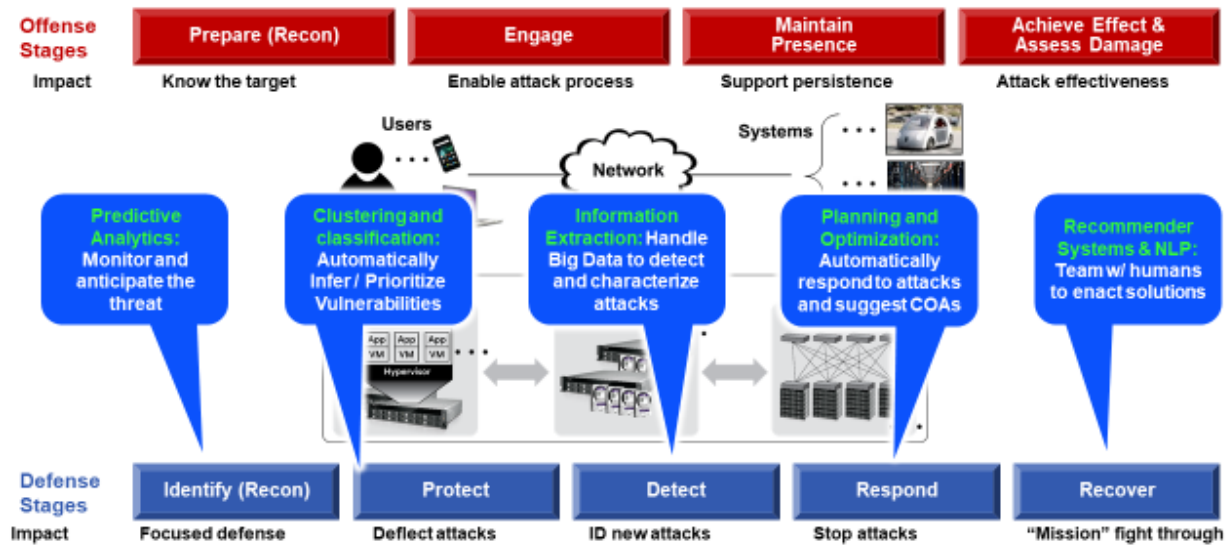 Offense
Stages
Prepare (Recon)
Engage
Maintain
Presence
Achieve Effect &
Assess Damage
Impact
Know the target
Enable attack process
Support persistence
Attack effectiveness
Users
Network
Systems
Predictive
Analytics:
Monitor and
anticipate the
threat
Clustering and
classification:
Automatically
Infer / Prioritize
Vulnerabilities
Information
Extraction: Handle
Big Data to detect
and characterize
attacks
Planning and
Optimization:
Automatically
respond to attacks
and suggest COAs
Recommender
Systems & NLP:
Team w/ humans
to enact solutions
App App App
VM VM VM
Hypervisor
Defense
Stages
Identify (Recon)
Protect
Detect
Respond
Recover
Impact
Focused defense
Deflect attacks
ID new attacks
Stop attacks
“Mission” fight through